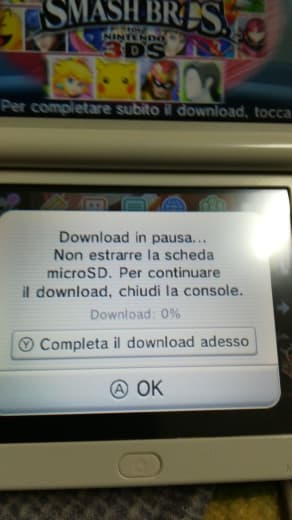 SMASH BROS.
NINTENDO
3DS
Per completare subito il download, tocca
Download in pausa...
Non estrarre la scheda
microSD. Per continuare
il download, chiudi la console.
Download: 0%
Ⓨ Completa il download adesso
Ⓐ OK